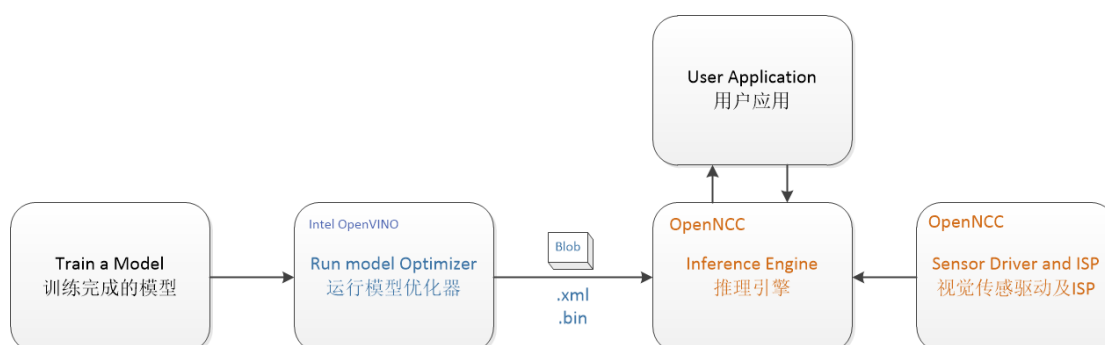 User Application
用户应用
Train a Model
训练完成的模型
Intel OpenVINO
Run model Optimizer
运行模型优化器
Blob
.xml
.bin
OpenNCC
Inference Engine
推理引擎
OpenNCC
Sensor Driver and ISP
视觉传感驱动及ISP